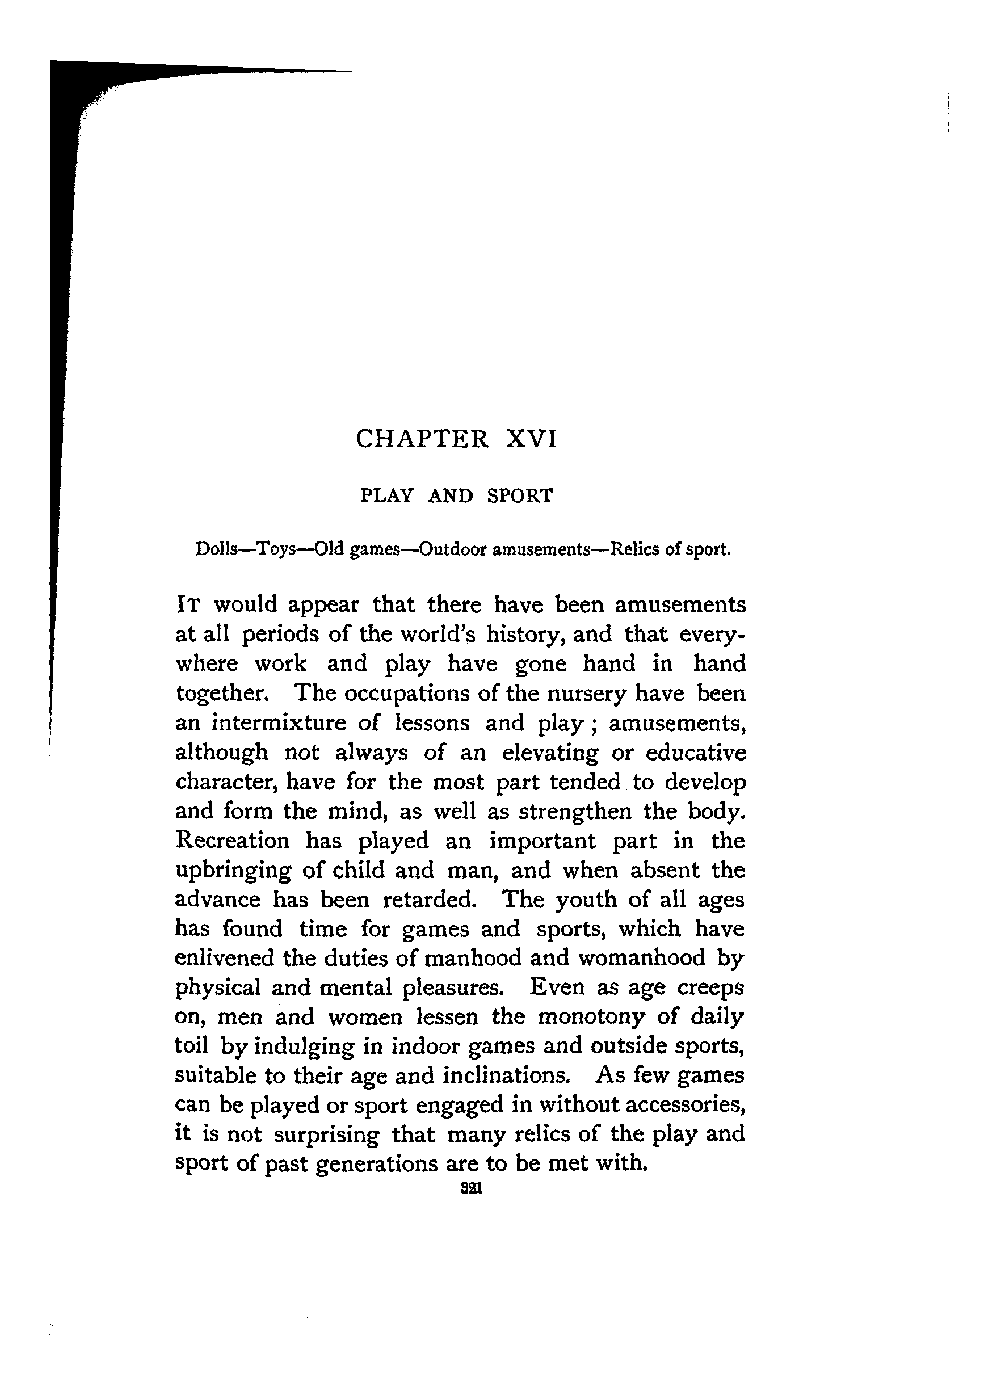 CHAPTER XVI
PLAY AND SPORT
Dolls—Toys—Old games—Outdoor amusements—Relics of sport.
IT would appear that there have been amusements
at all periods of the world's history, and that every-
where work and play have gone hand in hand
together. The occupations of the nursery have been
an intermixture of lessons and play ; amusements,
although not always of an elevating or educative
character, have for the most part tended to develop
and form the mind, as well as strengthen the body.
Recreation has played an important part in the
upbringing of child and man, and when absent the
advance has been retarded. The youth of all ages
has found time for games and sports, which have
enlivened the duties of manhood and womanhood by
physical and mental pleasures. Even as age creeps
on, men and women lessen the monotony of daily
toil by indulging in indoor games and outside sports,
suitable to their age and inclinations. As few games
can be played or sport engaged in without accessories,
it is not surprising that many relics of the play and
sport of past generations are to be met with.
321